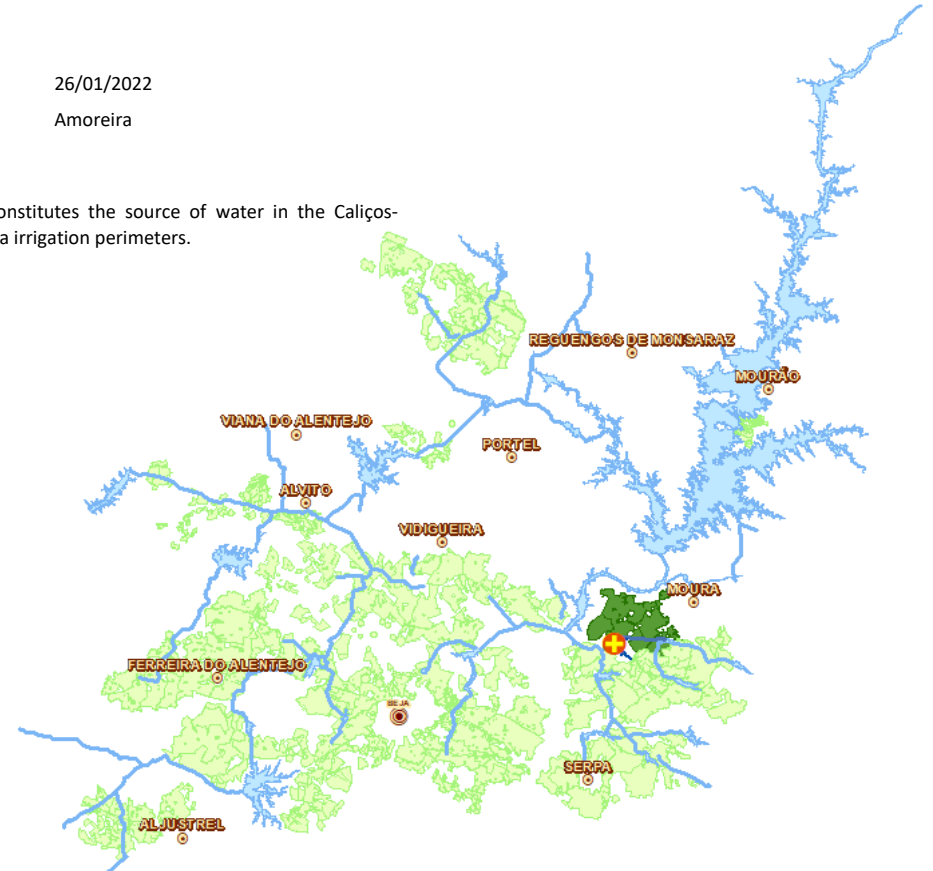 26/01/2022
Amoreira
onstitutes the source of water in the Caliços-
a irrigation perimeters.
REGUENGOS DE MONSARAZ
MOURÃO
VIANA DO ALENTEJO
PORTEL
ALVITO
VIDIGUEIRA
MOURA
FERREIRA DO ALENTEJO
BEJA
SERPA
ALJUSTREL